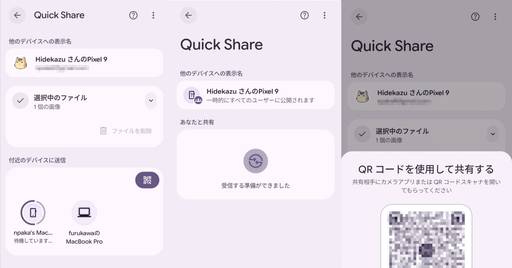 Quick Share
他のデバイスへの表示名
Hidekazu さんのPixel 9
選択中のファイル
1 個の画像
ファイルを削除
付近のデバイスに送信
npaka's Mac...
待機しています...
furukawaの
MacBook Pro
Quick Share
他のデバイスへの表示名
Hidekazu さんのPixel 9
一時的にすべてのユーザーに公開されます
あなたと共有
受信する準備ができました
Quick Share
他のデバイスへの表示名
Hidekazu さんのPixel 9
選択中のファイル
1 個の画像
QR コードを使用して共有する
共有相手にカメラアプリまたは QR コードスキャナを開い
てもらってください